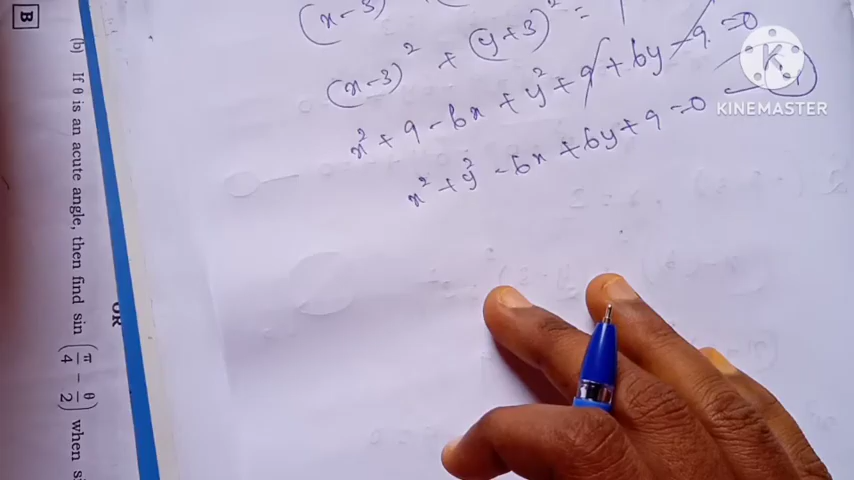 (x-3)
(x-3)² + (y+3)² =
x² + 9 - 6x + y² + 9 + 6y - 9 = 0
x² + y² - 6x + 6y + 9 = 0
KINEMASTER
B
(b) If θ is an acute angle, then find sin (π/4 - θ/2) when
OR